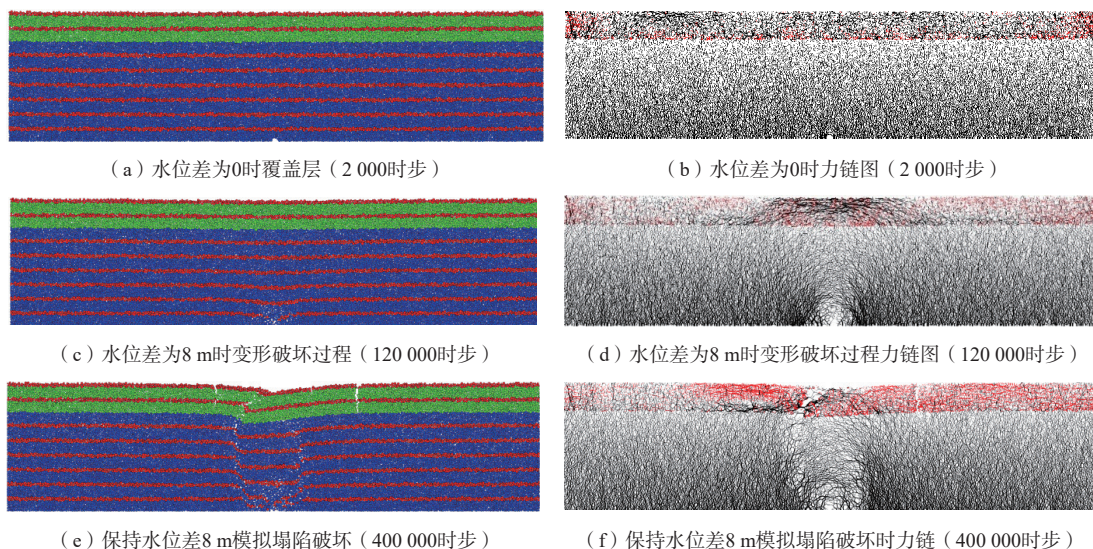 （a）水位差为0时覆盖层（2 000时步）
（b）水位差为0时力链图（2 000时步）
（c）水位差为8 m时变形破坏过程（120 000时步）
（d）水位差为8 m时变形破坏过程力链图（120 000时步）
（e）保持水位差8 m模拟塌陷破坏（400 000时步）
（f）保持水位差8 m模拟塌陷破坏时力链（400 000时步）